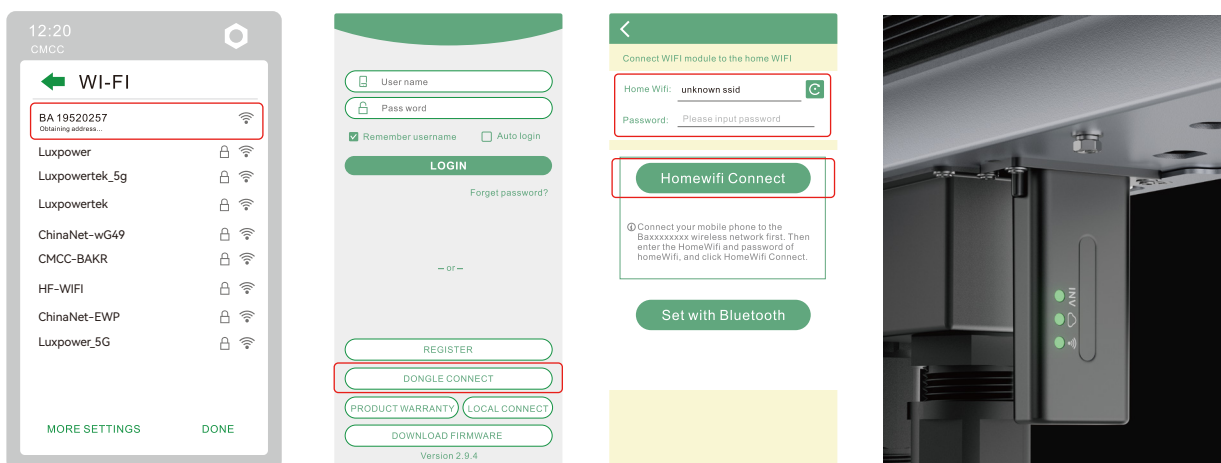 12:20
CMCC
WI-FI
BA 19520257
Obtaining address...
Luxpower
Luxpowertek_5g
Luxpowertek
ChinaNet-wG49
CMCC-BAKR
HF-WIFI
ChinaNet-EWP
Luxpower_5G
MORE SETTINGS
DONE
User name
Pass word
Remember username
Auto login
LOGIN
Forget password?
— or —
REGISTER
DONGLE CONNECT
PRODUCT WARRANTY
LOCAL CONNECT
DOWNLOAD FIRMWARE
Version 2.9.4
Connect WIFI module to the home WIFI
Home Wifi:
unknown ssid
Password:
Please input password
Homewifi Connect
Connect your mobile phone to the
Baxxxxxxxx wireless network first. Then
enter the HomeWifi and password of
homeWifi, and click HomeWifi Connect.
Set with Bluetooth
INV